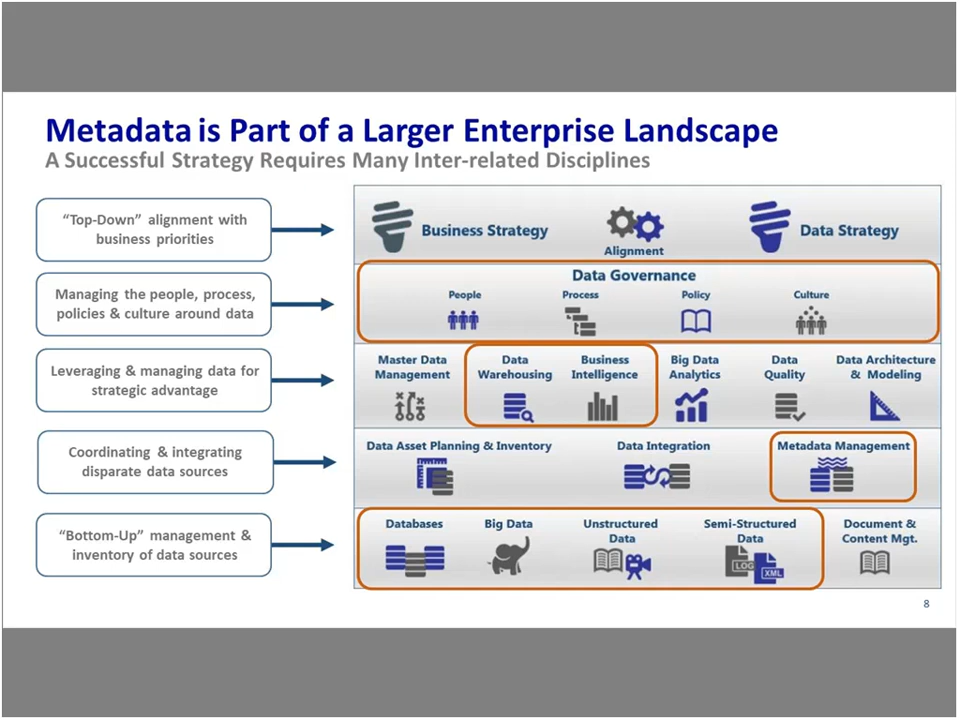 Metadata is Part of a Larger Enterprise Landscape
A Successful Strategy Requires Many Inter-related Disciplines
“Top-Down” alignment with
business priorities
Business Strategy
Alignment
Data Strategy
Managing the people, process,
policies & culture around data
Data Governance
People
Process
Policy
Culture
Leveraging & managing data for
strategic advantage
Master Data
Management
Data
Warehousing
Business
Intelligence
Big Data
Analytics
Data
Quality
Data Architecture
& Modeling
Coordinating & integrating
disparate data sources
Data Asset Planning & Inventory
Data Integration
Metadata Management
“Bottom-Up” management &
inventory of data sources
Databases
Big Data
Unstructured
Data
Semi-Structured
Data
LOG
XML
Document &
Content Mgt.
8